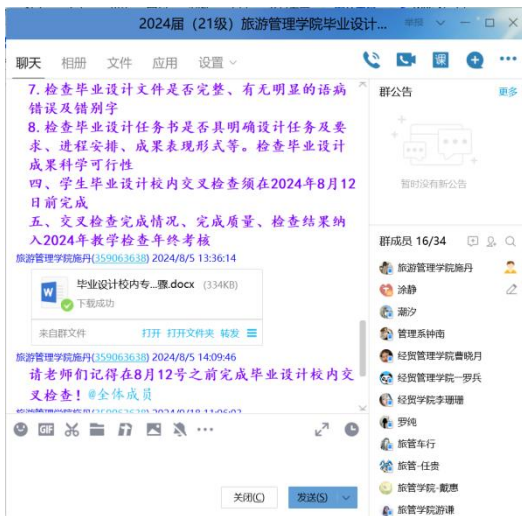 2024届（21级）旅游管理学院毕业设计...
举报
聊天 相册 文件 应用 设置
课
7.检查毕业设计文件是否完整、有无明显的语病
错误及错别字
8.检查毕业设计任务书是否具明确设计任务及要
求、进程安排、成果表现形式等。检查毕业设计
成果科学可行性
四、学生毕业设计校内交叉检查须在2024年8月12
日前完成
五、交叉检查完成情况、完成质量、检查结果纳
入2024年教学检查年终考核
旅游管理学院施丹(359063638) 2024/8/5 13:36:14
毕业设计校内专...骤.docx (334KB)
下载成功
来自群文件 打开 打开文件夹 转发
旅游管理学院施丹(359063638) 2024/8/5 14:09:46
请老师们记得在8月12号之前完成毕业设计校内交
叉检查！@全体成员
GIF
关闭(C) 发送(S)
群公告 更多
暂时没有新公告
群成员 16/34
旅游管理学院施丹
涂静
潮汐
管理系钟南
经贸管理学院曹晓月
经贸管理学院—罗兵
经贸学院李珊珊
罗纯
旅管车行
旅管-任贵
旅管学院-戴惠
旅管学院游谦